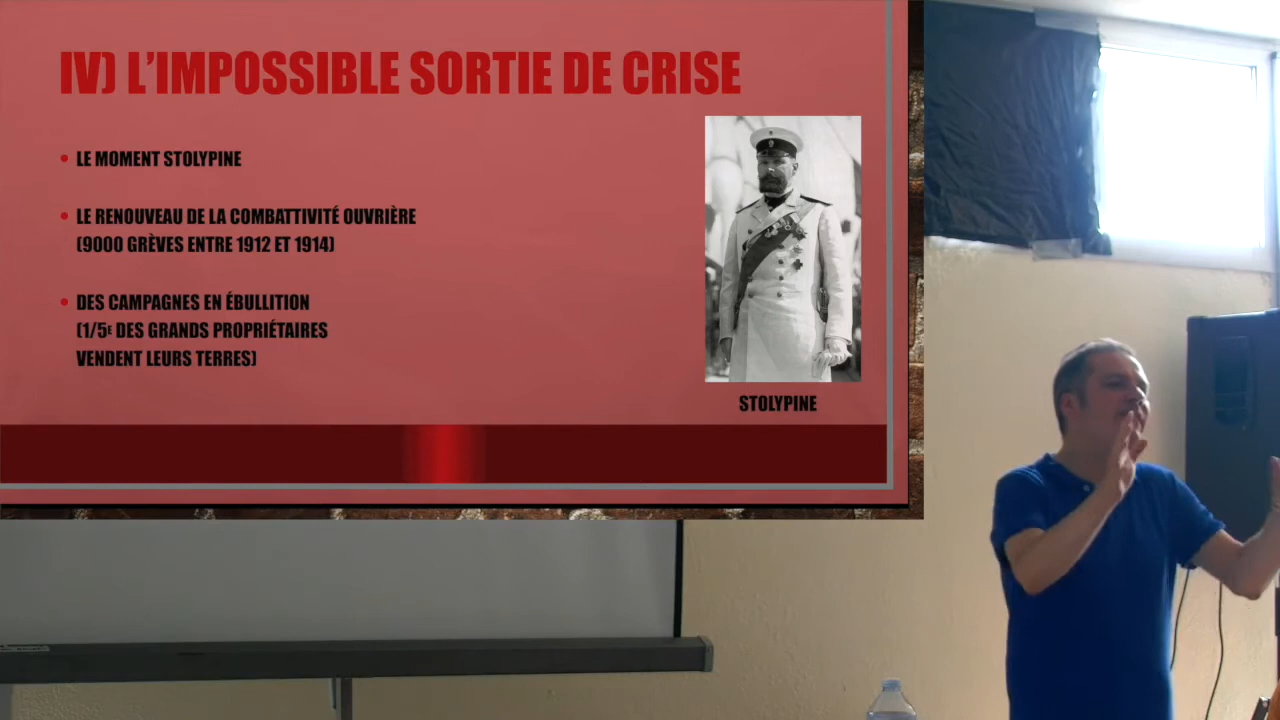 IV) L'IMPOSSIBLE SORTIE DE CRISE
• LE MOMENT STOLYPINE
• LE RENOUVEAU DE LA COMBATTIVITÉ OUVRIÈRE
(9000 GRÈVES ENTRE 1912 ET 1914)
• DES CAMPAGNES EN ÉBULLITION
(1/5E DES GRANDS PROPRIÉTAIRES
VENDENT LEURS TERRES)
STOLYPINE